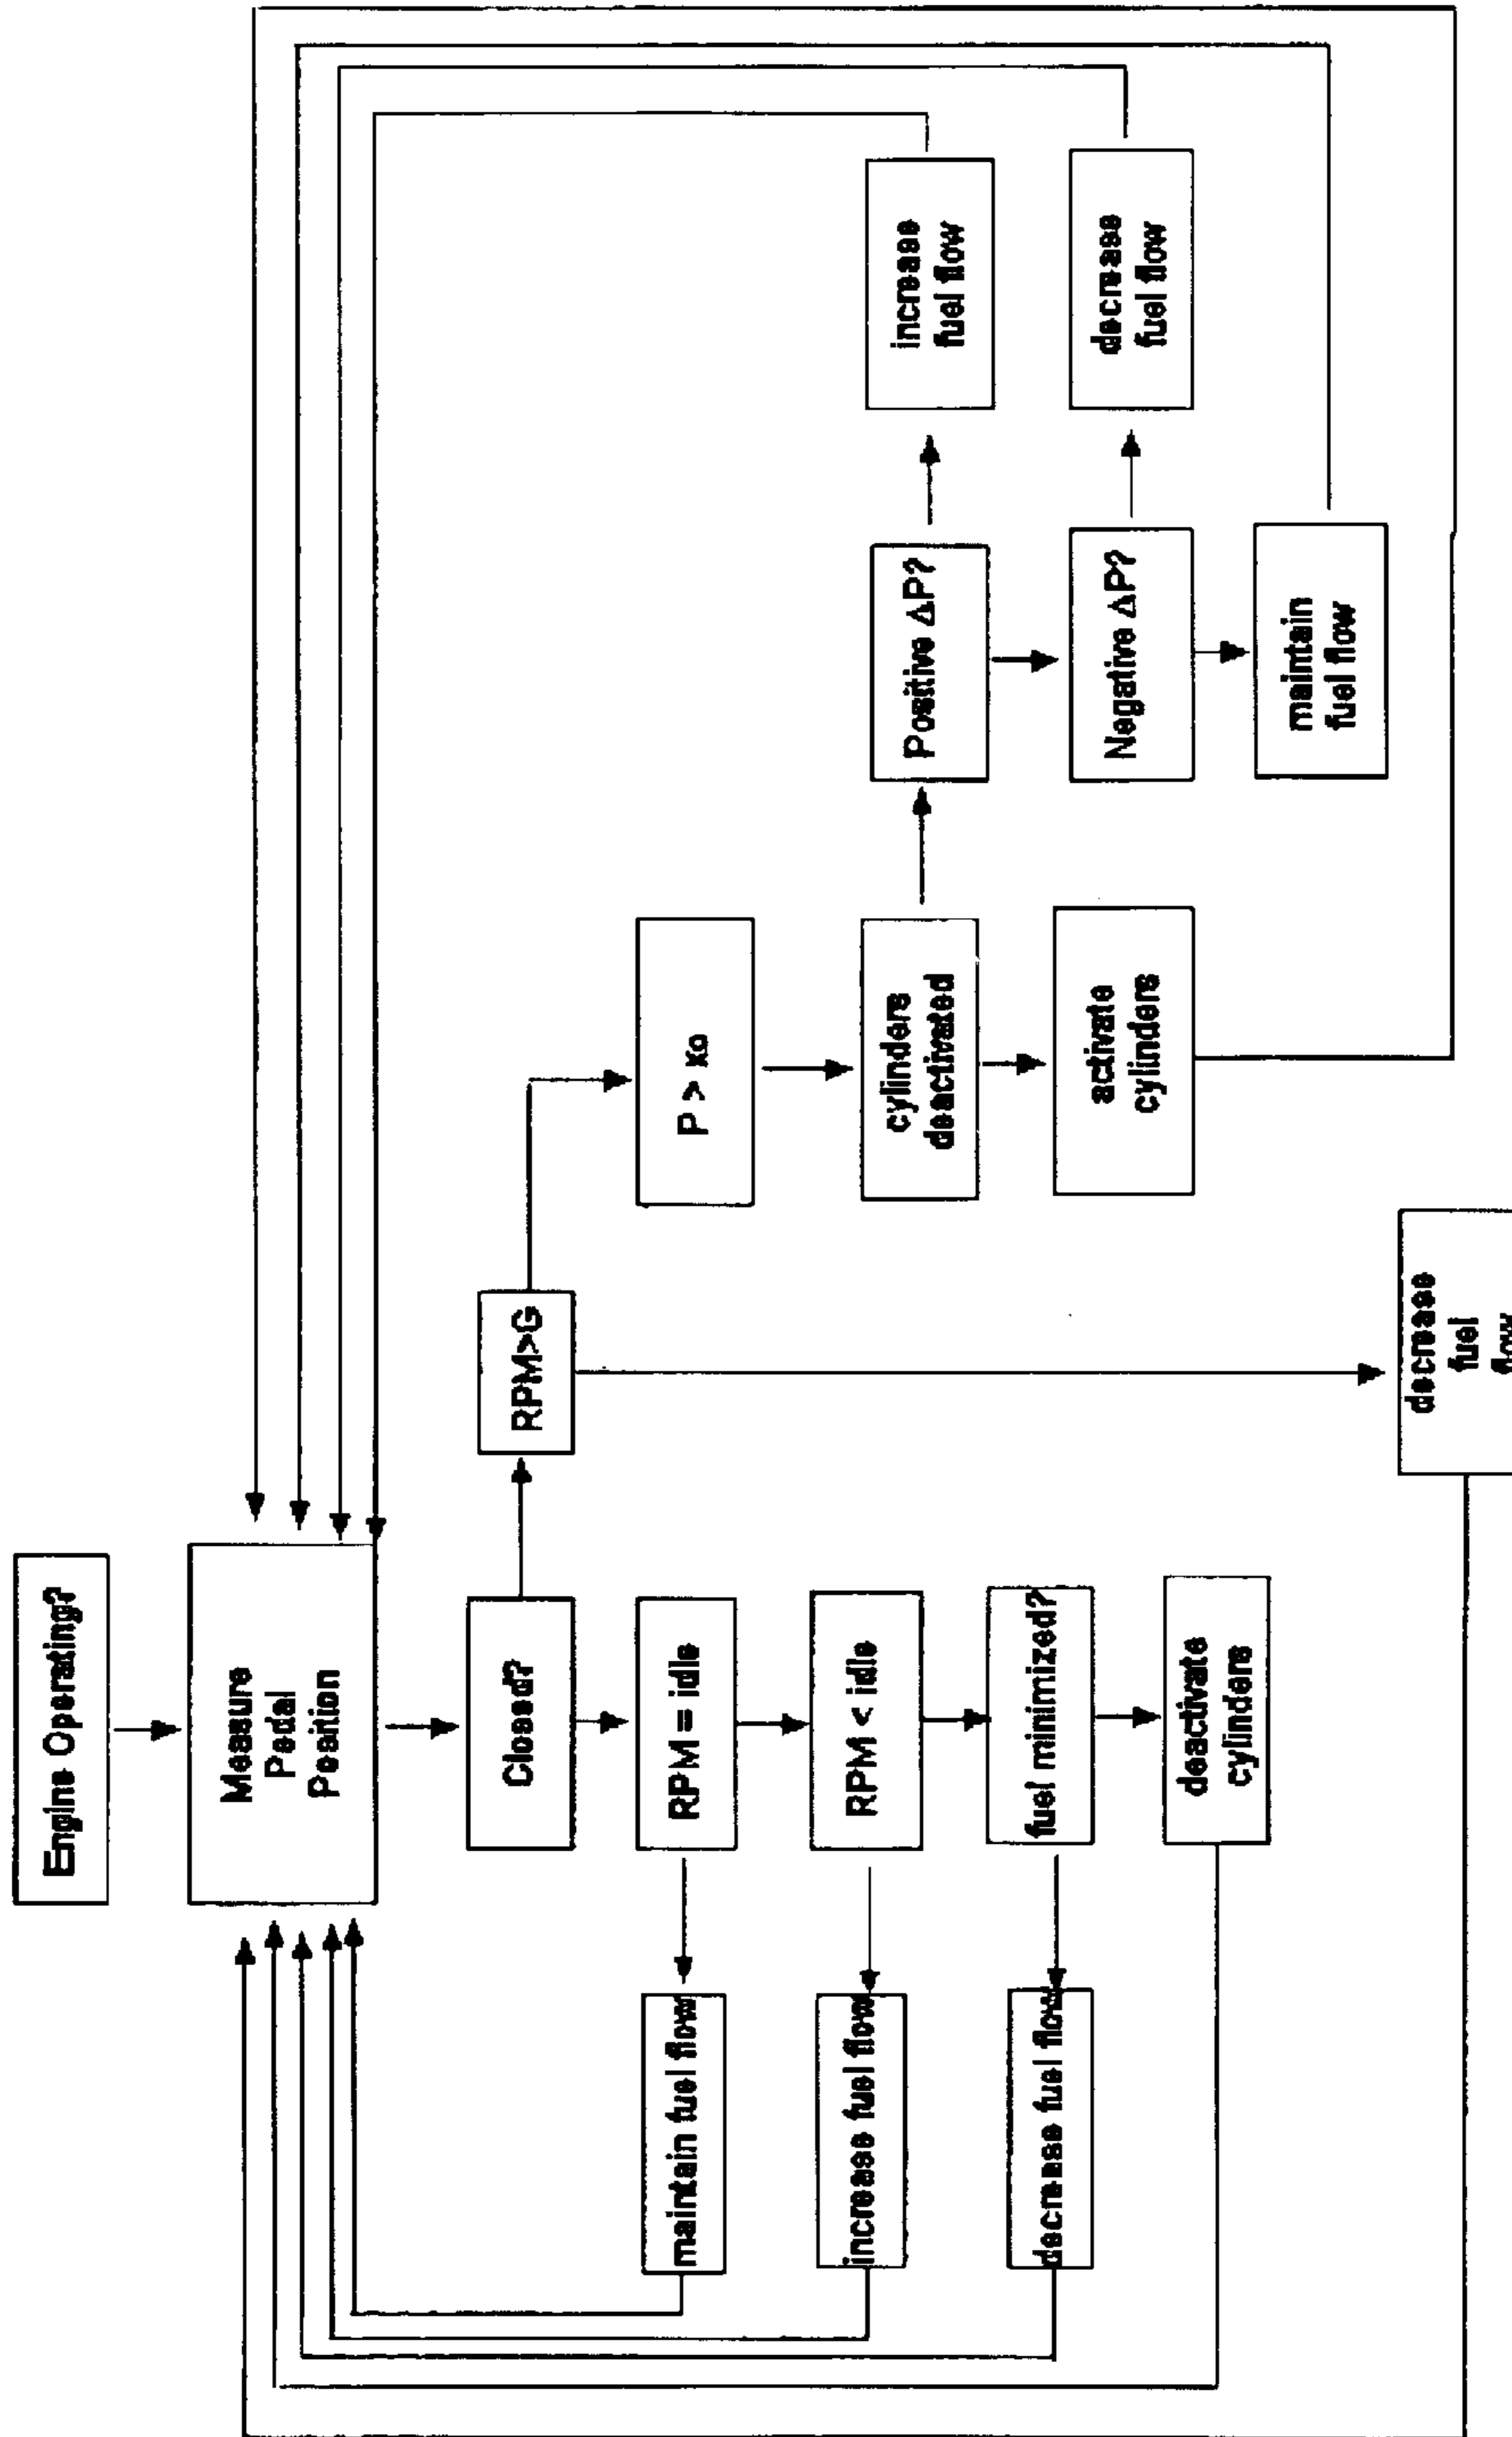 Engine Operating?
Measure
Pedal
Position
Closed?
RPM>G
RPM = idle
maintain fuel flow
RPM < idle
increase fuel flow
fuel minimized?
decrease fuel flow
deactivate
cylinders
P > xo
cylinders
deactivated
activate
cylinders
Positive ΔP?
increase
fuel flow
Negative ΔP?
decrease
fuel flow
maintain
fuel flow
decrease
fuel
flow